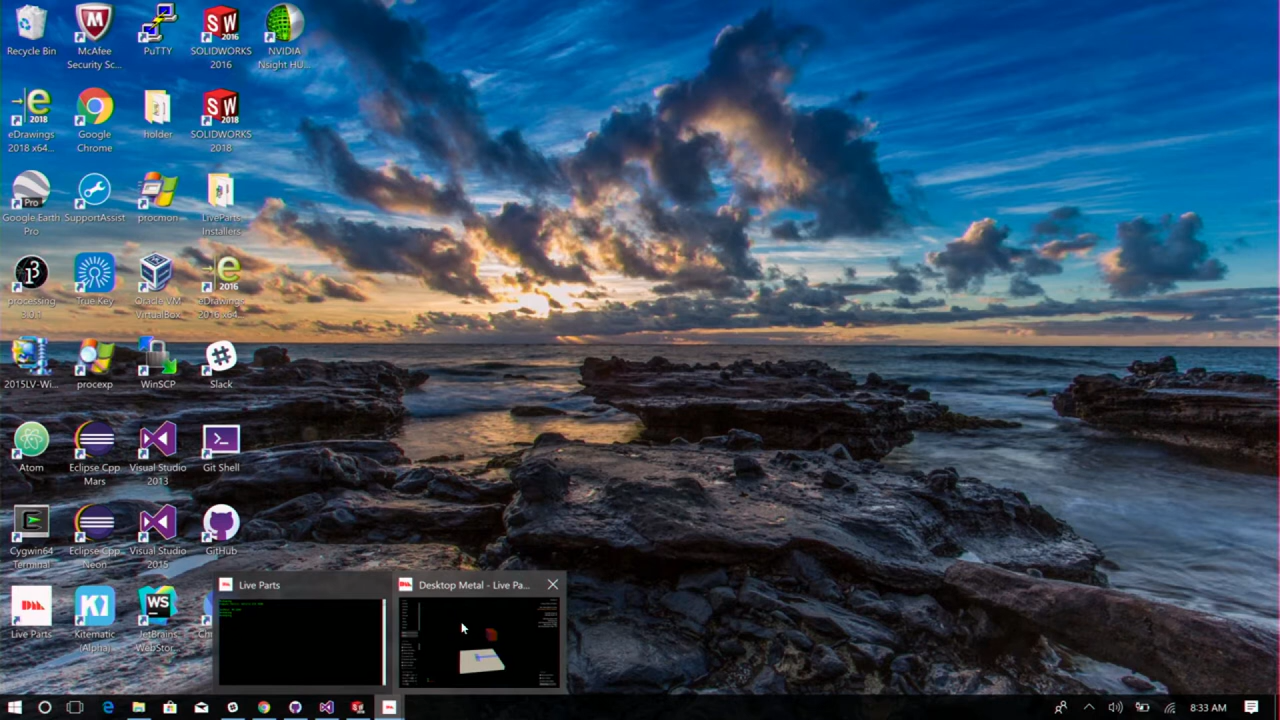 Recycle Bin
McAfee
Security Sc...
PuTTY
SOLIDWORKS
2016
NVIDIA
Nsight HU...
eDrawings
2018 x64...
Google
Chrome
holder
SOLIDWORKS
2018
Google Earth
Pro
SupportAssist
procmon
LiveParts
Installers
processing
3.0.1
True Key
Oracle VM
VirtualBox
eDrawings
2016 x64...
2015LV-Wi...
procexp
WinSCP
Slack
Atom
Eclipse Cpp
Mars
Visual Studio
2013
Git Shell
Cygwin64
Terminal
Eclipse Cpp
Neon
Visual Studio
2015
GitHub
Live Parts
Kitematic
(Alpha)
JetBrains
WebStor...
Live Parts
Desktop Metal - Live Pa...
8:33 AM